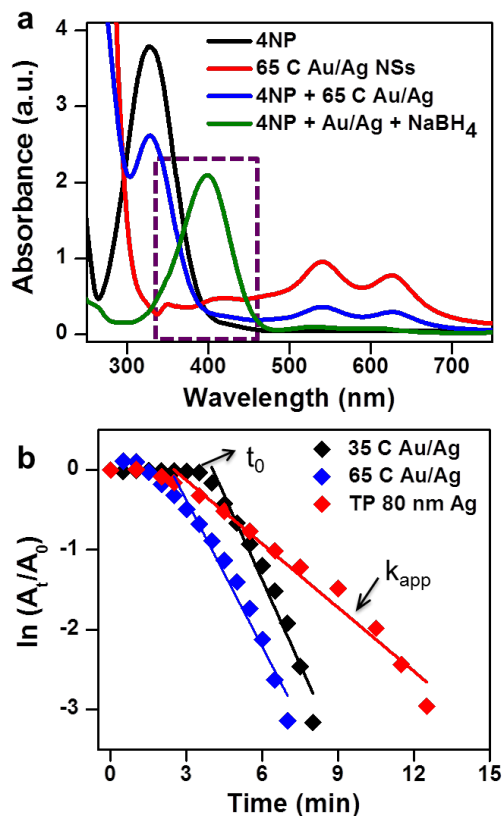 a
4NP
65 C Au/Ag NSs
4NP + 65 C Au/Ag
4NP + Au/Ag + NaBH₄
Absorbance (a.u.)
4
3
2
1
0
300 400 500 600 700
Wavelength (nm)
b
t₀
35 C Au/Ag
65 C Au/Ag
TP 80 nm Ag
k_app
ln (Aₜ/A₀)
0
-1
-2
-3
0 3 6 9 12 15
Time (min)